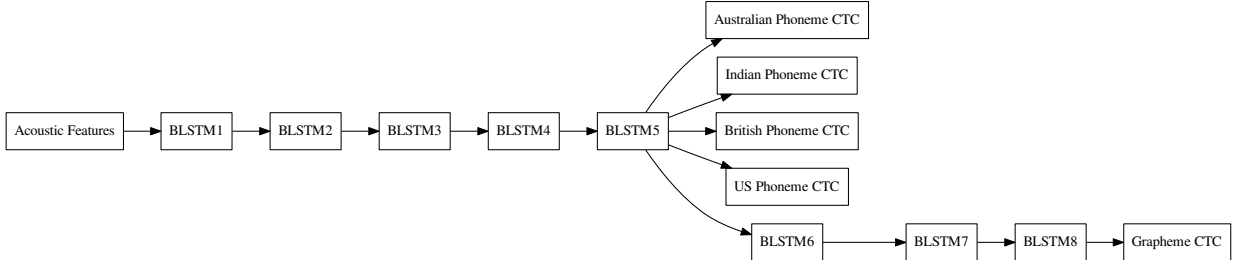 Australian Phoneme CTC
Indian Phoneme CTC
Acoustic Features BLSTM1 BLSTM2 BLSTM3 BLSTM4 BLSTM5 British Phoneme CTC
US Phoneme CTC
BLSTM6 BLSTM7 BLSTM8 Grapheme CTC